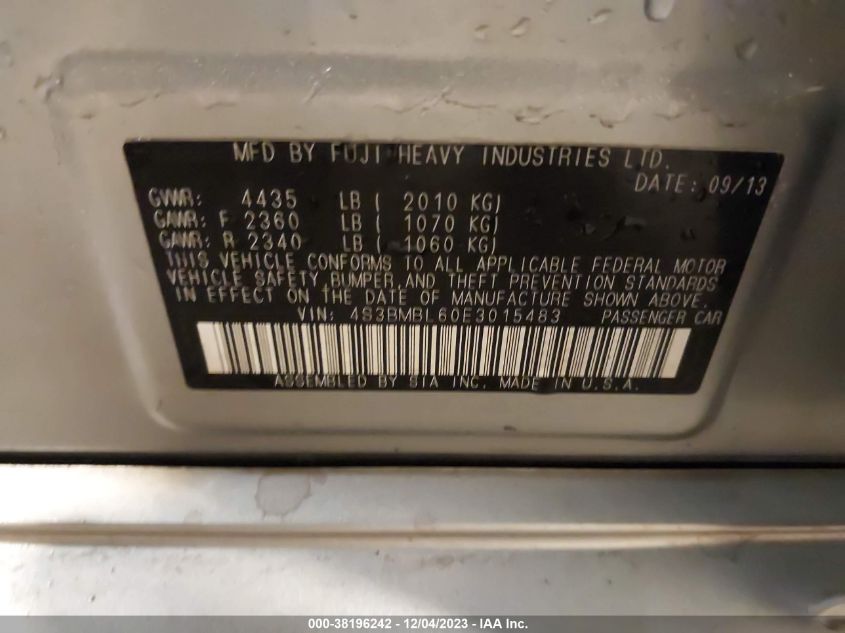 MFD BY FUJI HEAVY INDUSTRIES LTD.
DATE: 09/13
GVWR: 4435 LB ( 2010 KG)
GAWR: F 2360 LB ( 1070 KG)
GAWR: R 2340 LB ( 1060 KG)
THIS VEHICLE CONFORMS TO ALL APPLICABLE FEDERAL MOTOR
VEHICLE SAFETY, BUMPER, AND THEFT PREVENTION STANDARDS
IN EFFECT ON THE DATE OF MANUFACTURE SHOWN ABOVE.
VIN: 4S3BMBL60E3015483 PASSENGER CAR
ASSEMBLED BY SIA INC. MADE IN U.S.A.
000-38196242 - 12/04/2023 - IAA Inc.